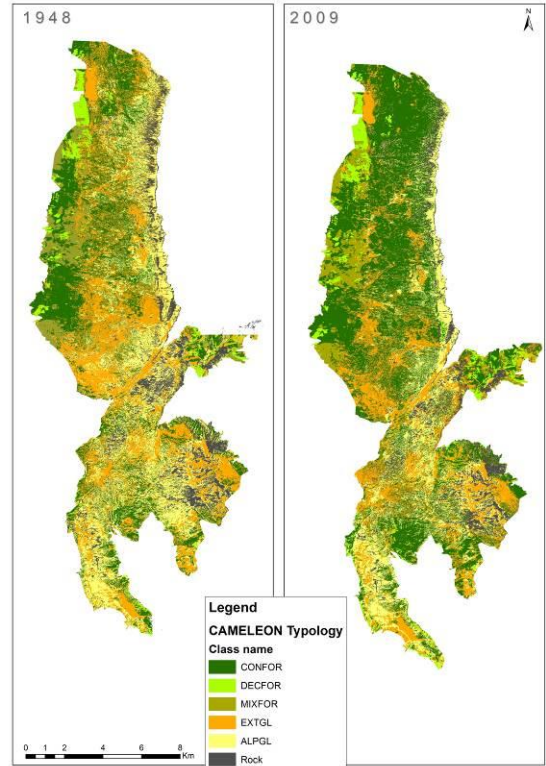 1948
2009
N
Legend
CAMELEON Typology
Class name
CONFOR
DECFOR
MIXFOR
EXTGL
ALPGL
Rock
0 1 2 4 6 8
Km